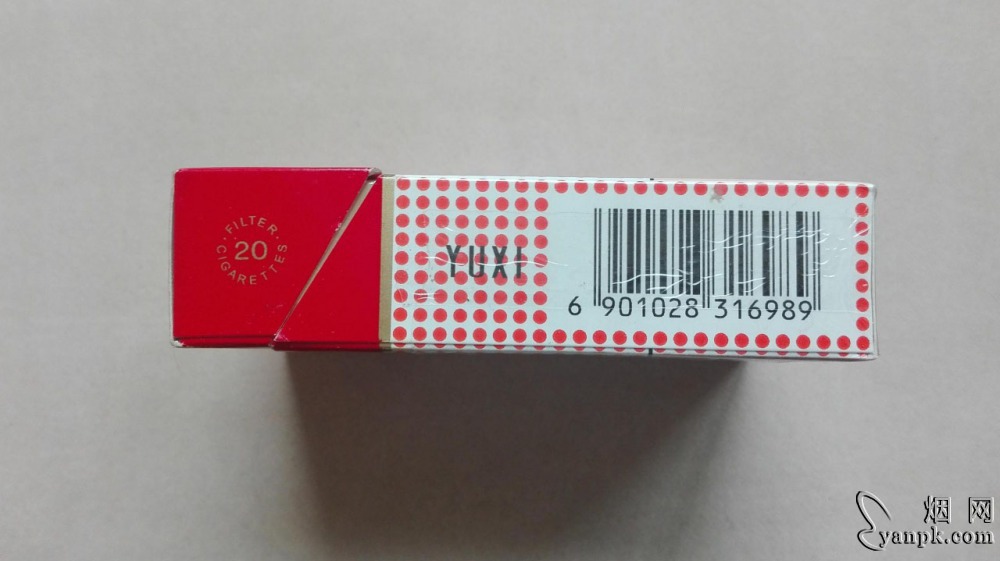 FILTER
20
CIGARETTES
YUXI
6 901028 316989
烟网
yanpk.com